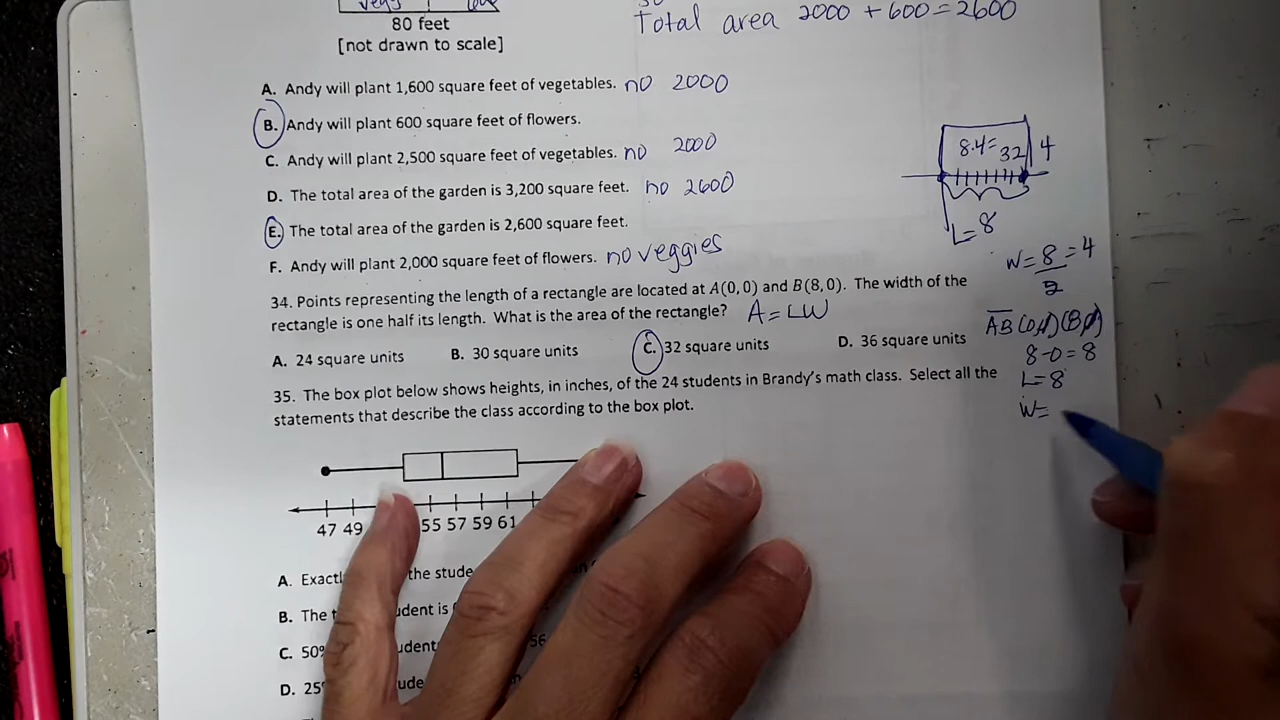 80 feet
[not drawn to scale]
Total area 2000 + 600 = 2600
A. Andy will plant 1,600 square feet of vegetables. no 2000
B. Andy will plant 600 square feet of flowers.
C. Andy will plant 2,500 square feet of vegetables. no 2000
D. The total area of the garden is 3,200 square feet. no 2600
E. The total area of the garden is 2,600 square feet.
F. Andy will plant 2,000 square feet of flowers. no veggies
8·4= 32 4
L=8
W = 8 = 4
2
34. Points representing the length of a rectangle are located at A(0,0) and B(8,0). The width of the
rectangle is one half its length. What is the area of the rectangle? A = LW
A. 24 square units B. 30 square units C. 32 square units D. 36 square units
AB
8-0=8
L=8
W=
35. The box plot below shows heights, in inches, of the 24 students in Brandy's math class. Select all the
statements that describe the class according to the box plot.
47 49 55 57 59 61
A. the
B. The is
C.
D.